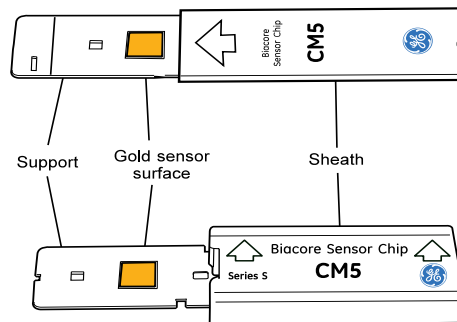 Biacore
Sensor Chip
CM5
Support
Gold sensor
surface
Sheath
Biacore Sensor Chip
Series S
CM5